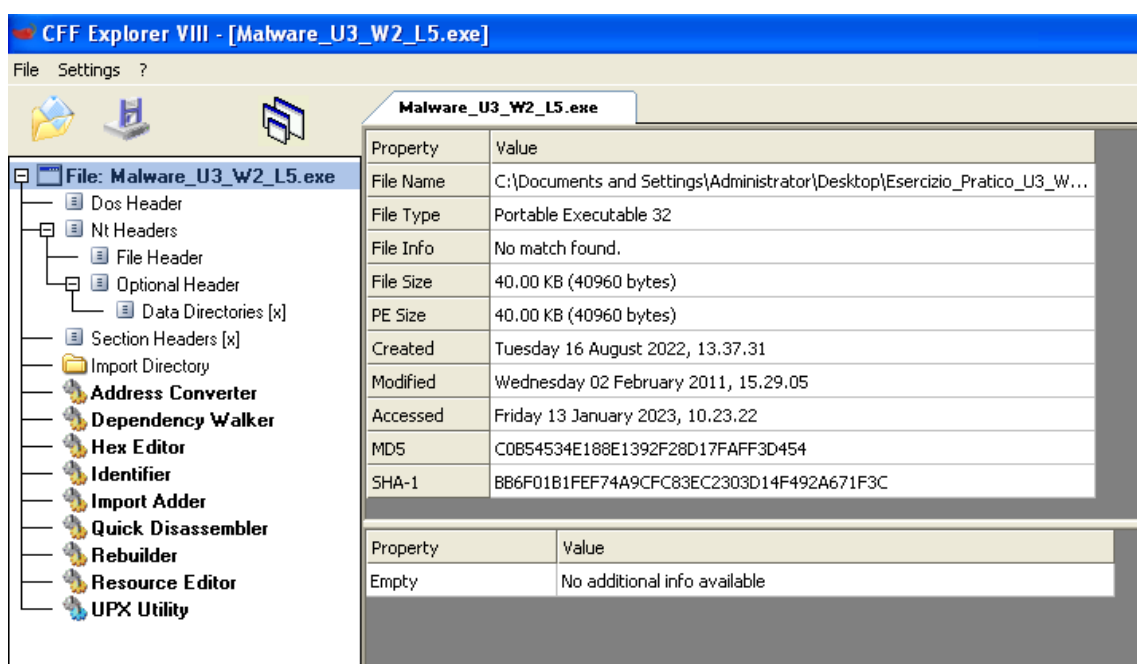 CFF Explorer VIII - [Malware_U3_W2_L5.exe]
File Settings ?
Malware_U3_W2_L5.exe
File: Malware_U3_W2_L5.exe
Dos Header
Nt Headers
File Header
Optional Header
Data Directories [x]
Section Headers [x]
Import Directory
Address Converter
Dependency Walker
Hex Editor
Identifier
Import Adder
Quick Disassembler
Rebuilder
Resource Editor
UPX Utility
Property Value
File Name C:\Documents and Settings\Administrator\Desktop\Esercizio_Pratico_U3_W...
File Type Portable Executable 32
File Info No match found.
File Size 40.00 KB (40960 bytes)
PE Size 40.00 KB (40960 bytes)
Created Tuesday 16 August 2022, 13.37.31
Modified Wednesday 02 February 2011, 15.29.05
Accessed Friday 13 January 2023, 10.23.22
MD5 C0B54534E188E1392F28D17FAFF3D454
SHA-1 BB6F01B1FEF74A9CFC83EC2303D14F492A671F3C
Property Value
Empty No additional info available